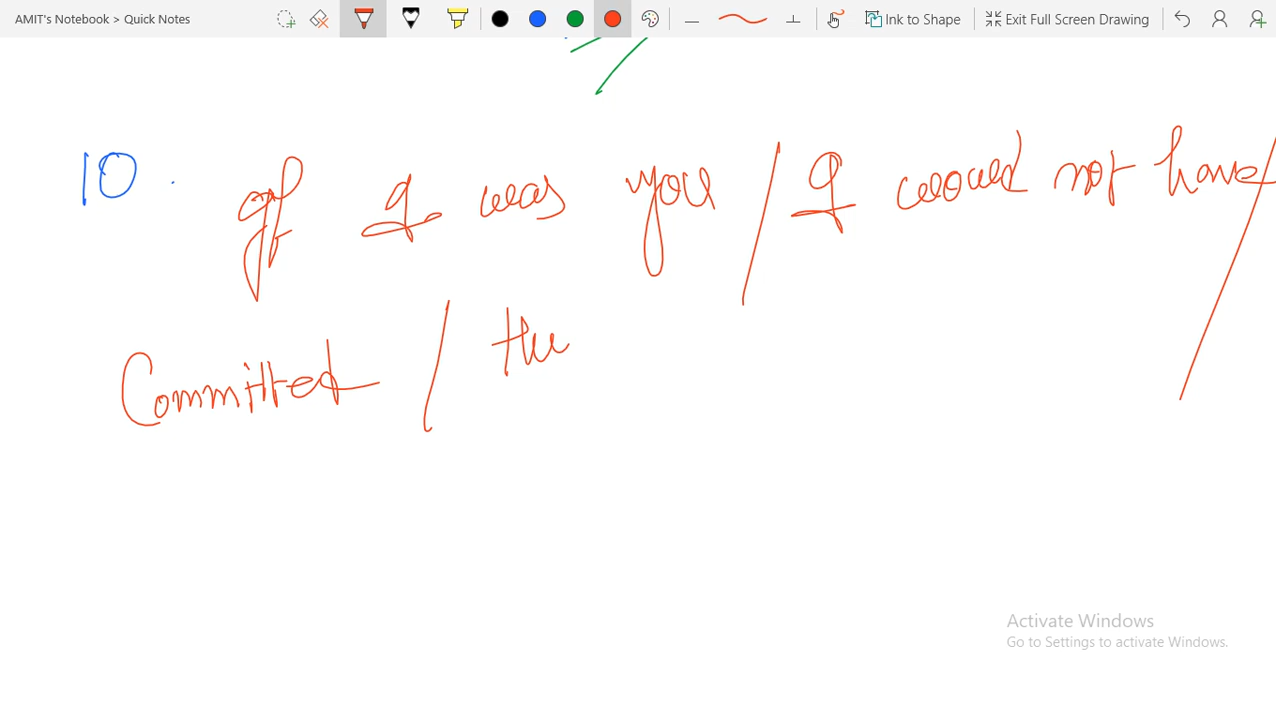 AMIT's Notebook > Quick Notes Ink to Shape Exit Full Screen Drawing
10. If I was you / I would not have /
Committed / the
Activate Windows
Go to Settings to activate Windows.